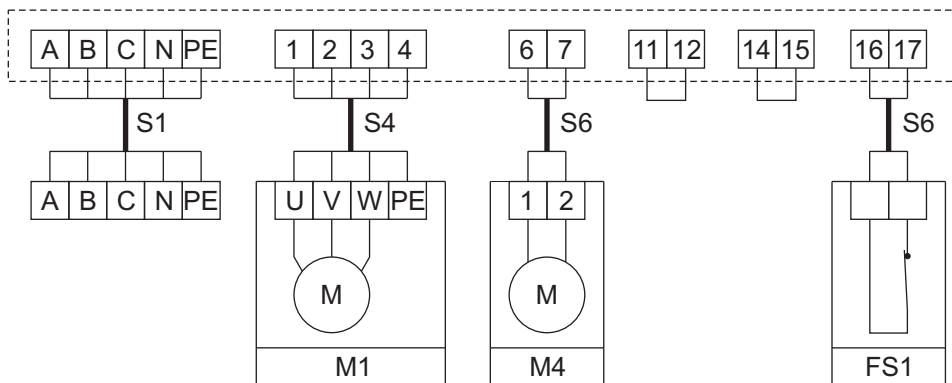 A B C N PE 1 2 3 4 6 7 11 12 14 15 16 17
S1 S4 S6 S6
A B C N PE U V W PE 1 2
M M
M1 M4 FS1